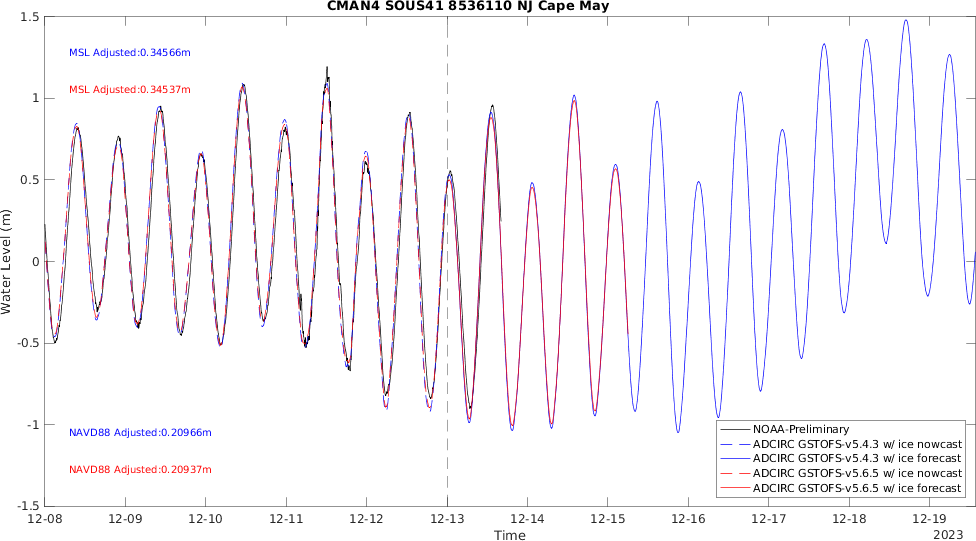 CMAN4 SOUS41 8536110 NJ Cape May
MSL Adjusted:0.34566m
MSL Adjusted:0.34537m
NAVD88 Adjusted:0.20966m
NAVD88 Adjusted:0.20937m
Water Level (m)
1.5
1
0.5
0
-0.5
-1
-1.5
NOAA-Preliminary
ADCIRC GSTOFS-v5.4.3 w/ ice nowcast
ADCIRC GSTOFS-v5.4.3 w/ ice forecast
ADCIRC GSTOFS-v5.6.5 w/ ice nowcast
ADCIRC GSTOFS-v5.6.5 w/ ice forecast
12-08 12-09 12-10 12-11 12-12 12-13 12-14 12-15 12-16 12-17 12-18 12-19
Time
2023